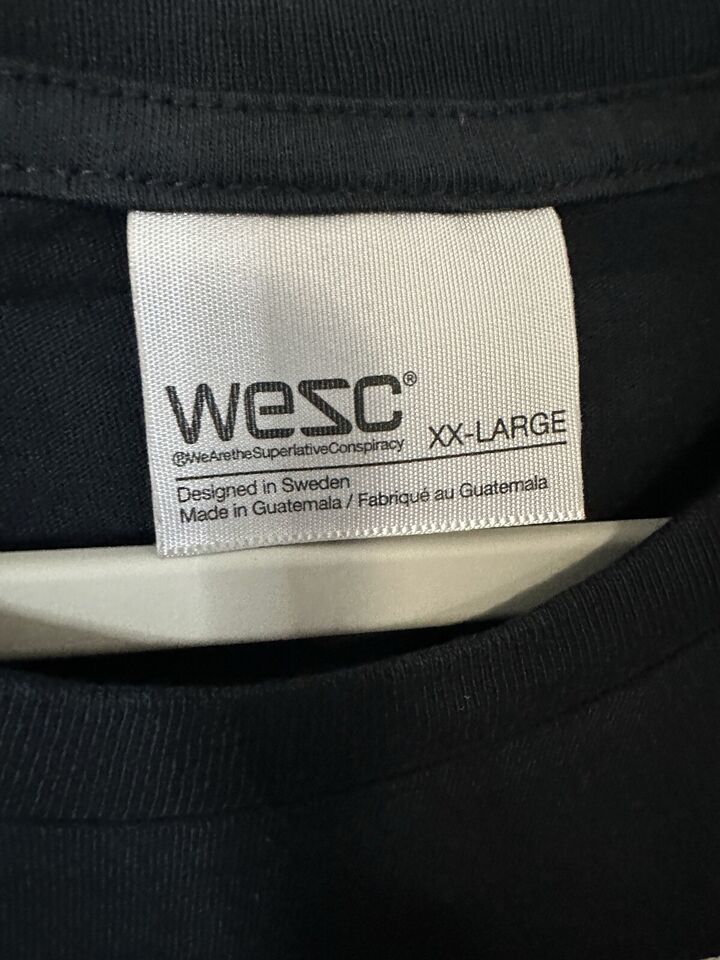 wesc®
®WeAretheSuperlativeConspiracy
XX-LARGE
Designed in Sweden
Made in Guatemala / Fabriqué au Guatemala